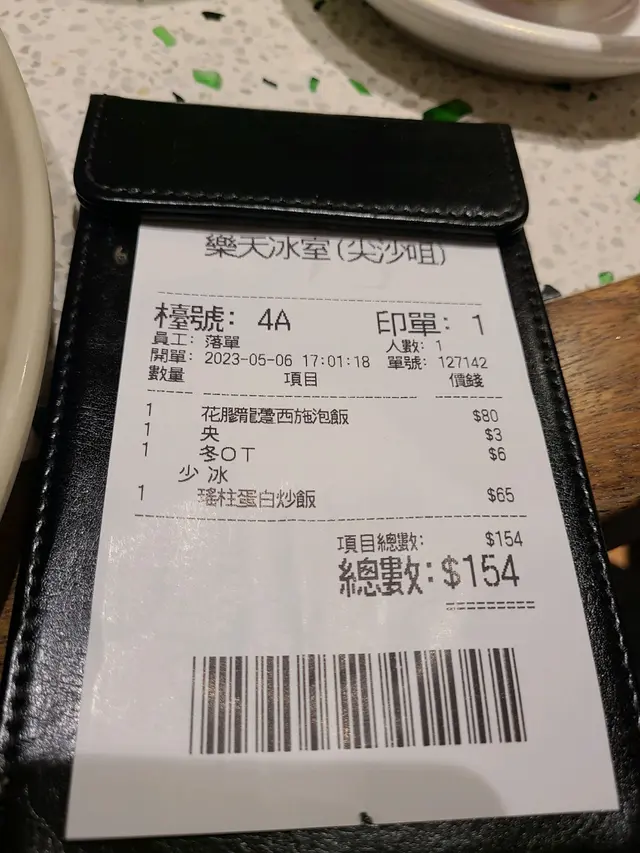 樂天冰室(尖沙咀)
檯號: 4A 印單: 1
員工: 落單 人數: 1
開單: 2023-05-06 17:01:18 單號: 127142
數量 項目 價錢
1 花膠龍躉西施泡飯 $80
1 央 $3
1 冬OT $6
少冰
1 瑤柱蛋白炒飯 $65
項目總數: $154
總數: $154